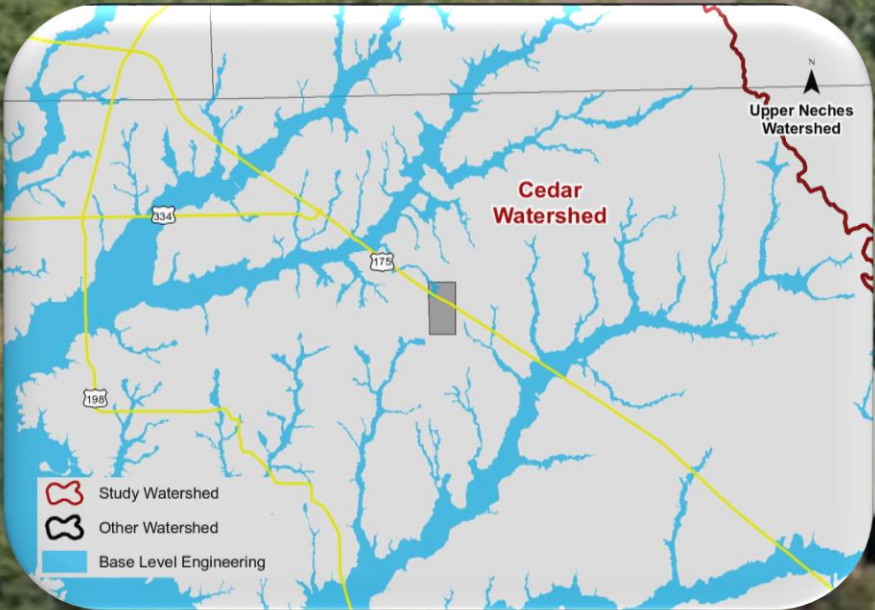 N
Upper Neches
Watershed
Cedar
Watershed
334
175
198
Study Watershed
Other Watershed
Base Level Engineering